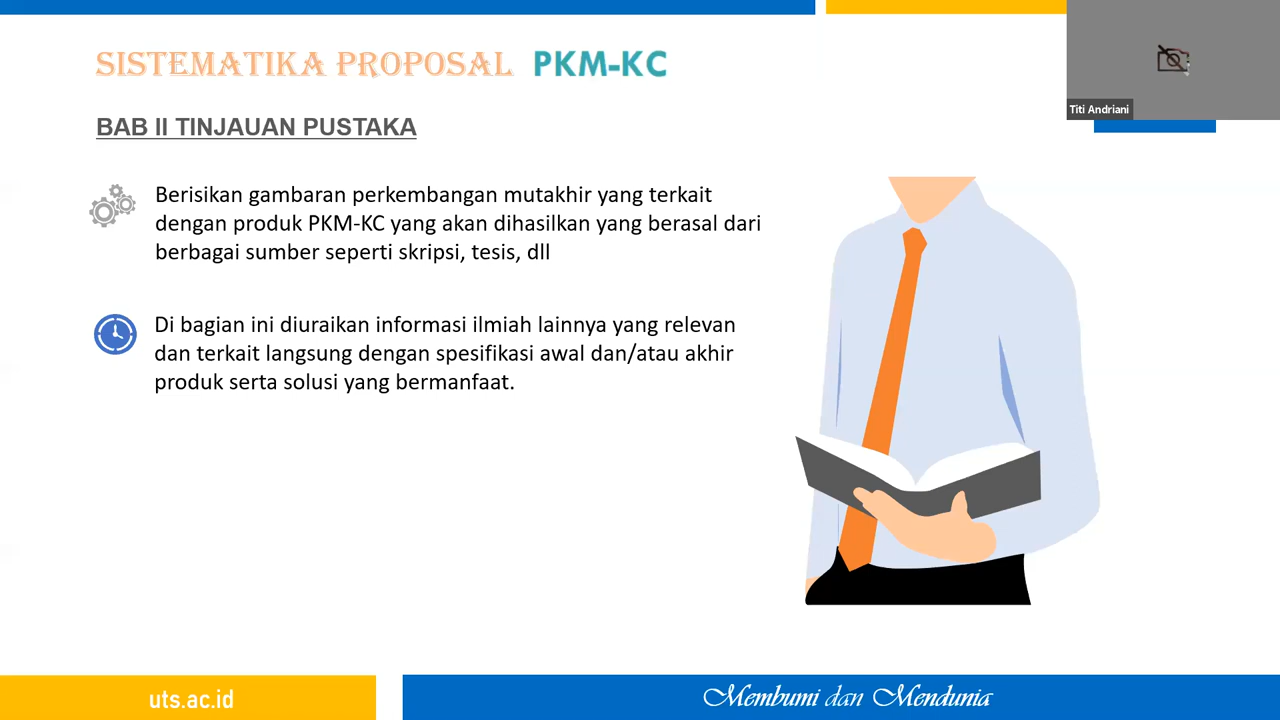 SISTEMATIKA PROPOSAL PKM-KC
Titi Andriani
BAB II TINJAUAN PUSTAKA
Berisikan gambaran perkembangan mutakhir yang terkait
dengan produk PKM-KC yang akan dihasilkan yang berasal dari
berbagai sumber seperti skripsi, tesis, dll
Di bagian ini diuraikan informasi ilmiah lainnya yang relevan
dan terkait langsung dengan spesifikasi awal dan/atau akhir
produk serta solusi yang bermanfaat.
uts.ac.id
Membumi dan Mendunia